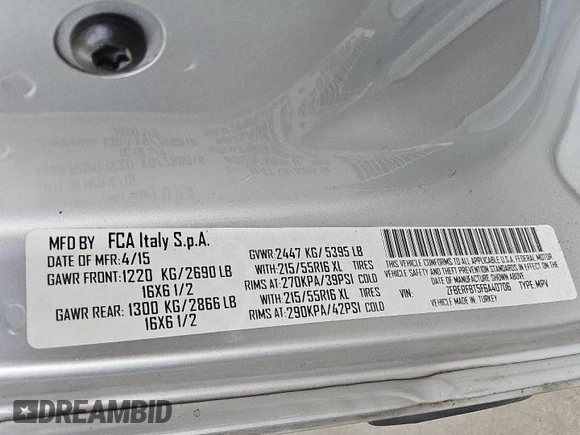 MFD BY FCA Italy S.p.A.
DATE OF MFR:4/15
GVWR:2447 KG/5395 LB
GAWR FRONT:1220 KG/2690 LB
WITH:215/55R16 XL TIRES
16X6 1/2
RIMS AT:270KPA/39PSI COLD
GAWR REAR:1300 KG/2866 LB
WITH:215/55R16 XL TIRES
16X6 1/2
RIMS AT:290KPA/42PSI COLD
THIS VEHICLE CONFORMS TO ALL APPLICABLE U.S.A. FEDERAL MOTOR
VEHICLE SAFETY, BUMPER, AND THEFT PREVENTION STANDARDS IN EFFECT ON THE
DATE OF MANUFACTURE SHOWN ABOVE.
VIN: ZFBERFBT5F6A40706 TYPE:MPV
MADE IN: TURKEY
DREAMBID